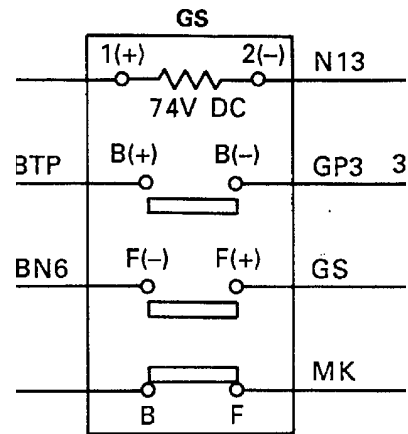 GS
1(+) 2(–) N13
74V DC
BTP B(+) B(–) GP3 3
BN6 F(–) F(+) GS
MK
B F